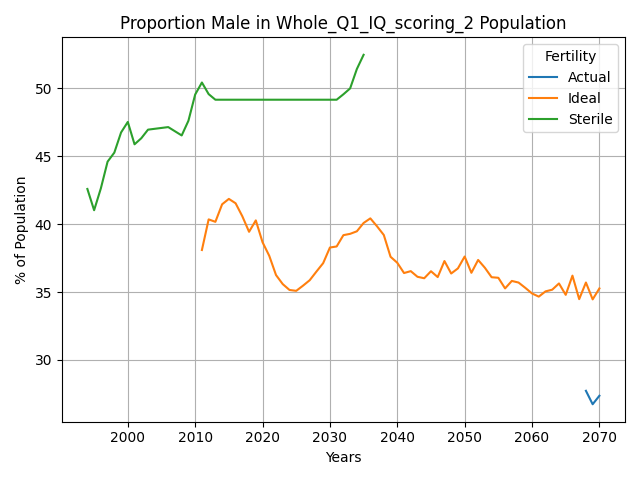 Proportion Male in Whole_Q1_IQ_scoring_2 Population
Fertility
Actual
Ideal
Sterile
% of Population
50
45
40
35
30
2000 2010 2020 2030 2040 2050 2060 2070
Years